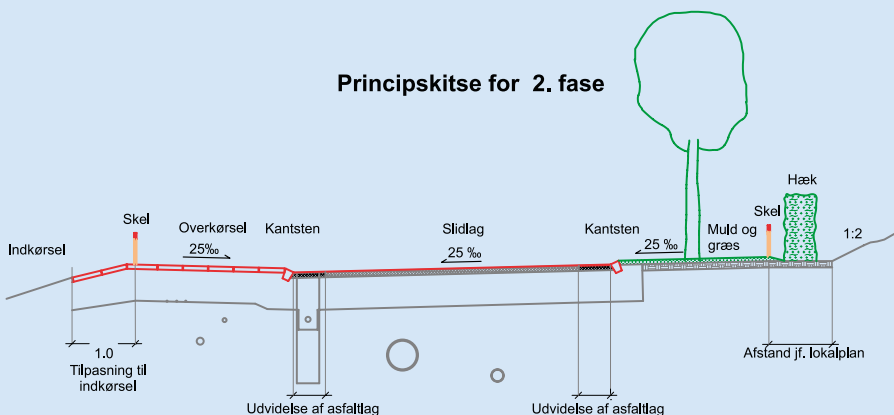 Principskitse for 2. fase
Hæk
Skel
Overkørsel
Kantsten
Slidlag
Kantsten
Muld og
græs
Skel
1:2
Indkørsel
25‰
25 ‰
25 ‰
1.0
Tilpasning til
indkørsel
Afstand jf. lokalplan
Udvidelse af asfaltlag
Udvidelse af asfaltlag